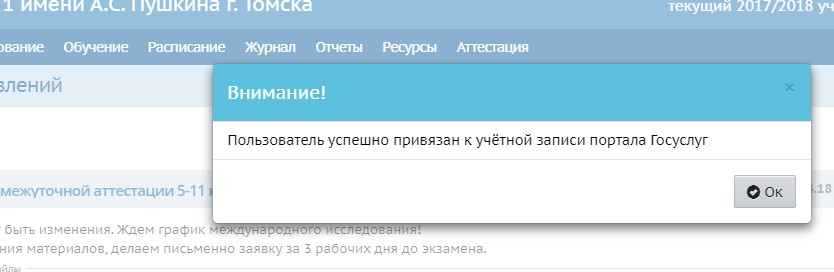 1 имени А.С. Пушкина г. Томска
текущий 2017/2018 уч
ование Обучение Расписание Журнал Отчеты Ресурсы Аттестация
влений
Внимание!
×
Пользователь успешно привязан к учётной записи портала Госуслуг
Ок
межуточной аттестации 5-11 к
.18
т быть изменения. Ждем график международного исследования!
ния материалов, делаем письменно заявку за 3 рабочих дня до экзамена.
айлы